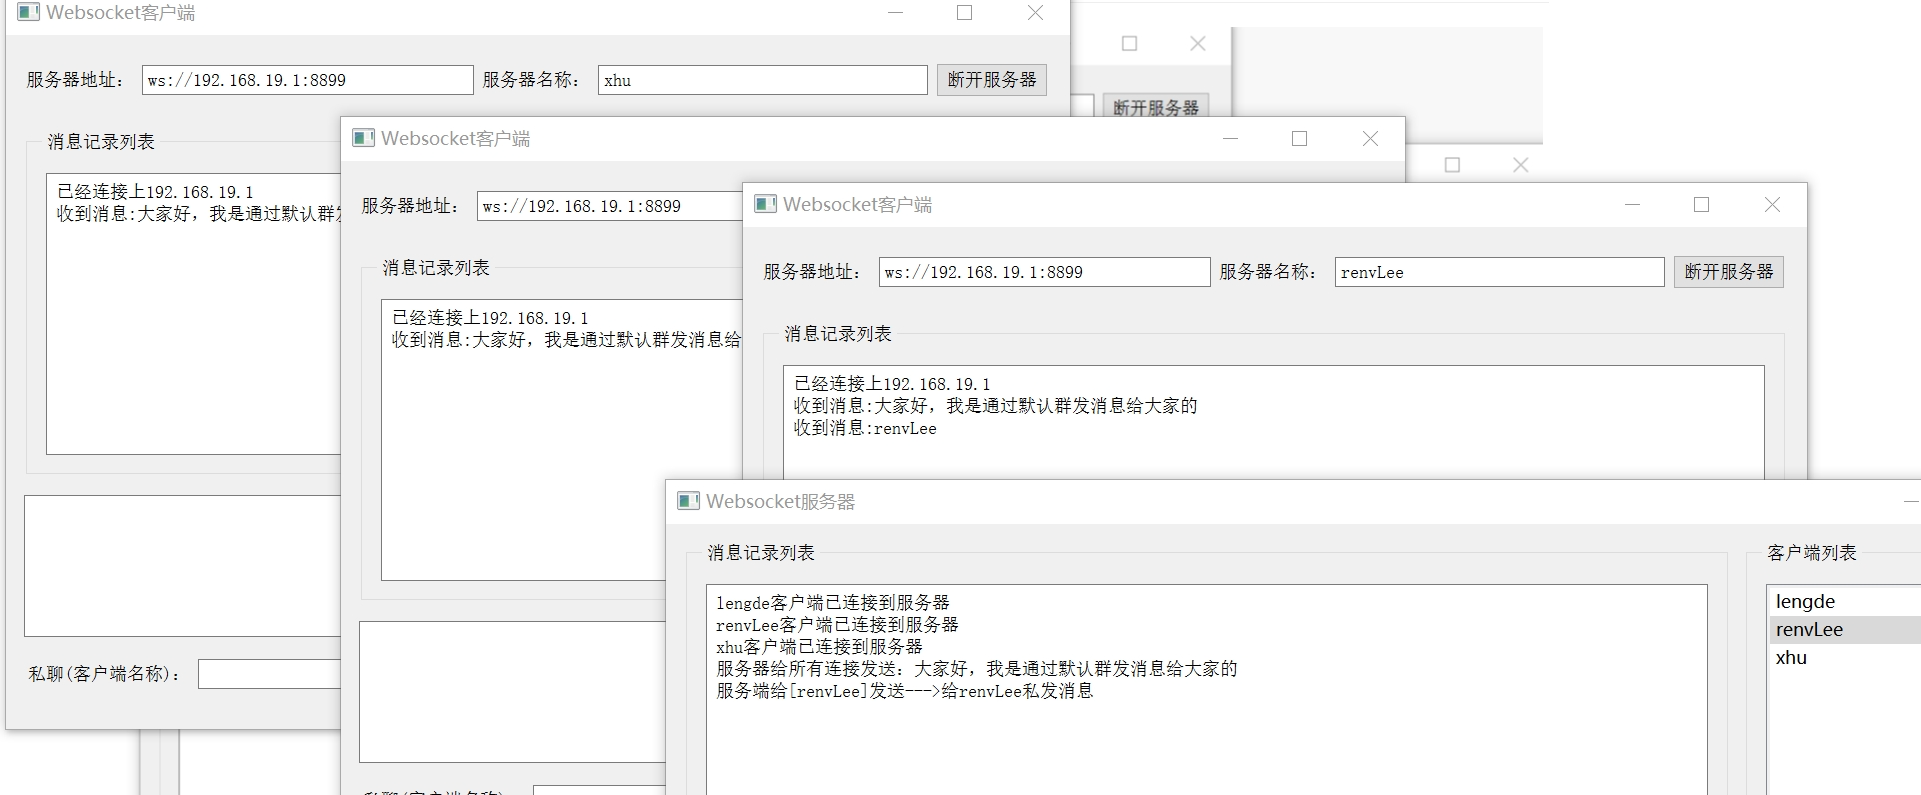 Websocket客户端
服务器地址： ws://192.168.19.1:8899 服务器名称： xhu 断开服务器
消息记录列表
已经连接上192.168.19.1
收到消息:大家好，我是通过默认群
私聊(客户端名称)：
断开服务器
Websocket客户端
服务器地址： ws://192.168.19.1:8899
消息记录列表
已经连接上192.168.19.1
收到消息:大家好，我是通过默认群发消息给
Websocket客户端
服务器地址： ws://192.168.19.1:8899 服务器名称： renvLee 断开服务器
消息记录列表
已经连接上192.168.19.1
收到消息:大家好，我是通过默认群发消息给大家的
收到消息:renvLee
Websocket服务器
消息记录列表
lengde客户端已连接到服务器
renvLee客户端已连接到服务器
xhu客户端已连接到服务器
服务器给所有连接发送：大家好，我是通过默认群发消息给大家的
服务端给[renvLee]发送--->给renvLee私发消息
客户端列表
lengde
renvLee
xhu